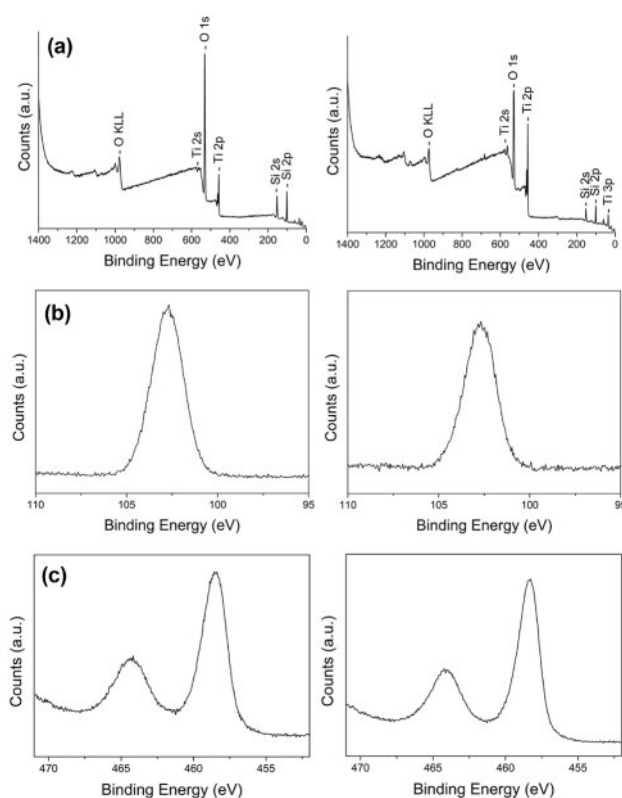 (a)
Counts (a.u.)
O KLL
Ti 2s
O 1s
Ti 2p
Si 2s
Si 2p
1400 1200 1000 800 600 400 200 0
Binding Energy (eV)
Counts (a.u.)
O KLL
Ti 2s
O 1s
Ti 2p
Si 2s
Si 2p
Ti 3p
1400 1200 1000 800 600 400 200 0
Binding Energy (eV)
(b)
Counts (a.u.)
110 105 100 95
Binding Energy (eV)
Counts (a.u.)
110 105 100 95
Binding Energy (eV)
(c)
Counts (a.u.)
470 465 460 455
Binding Energy (eV)
Counts (a.u.)
470 465 460 455
Binding Energy (eV)